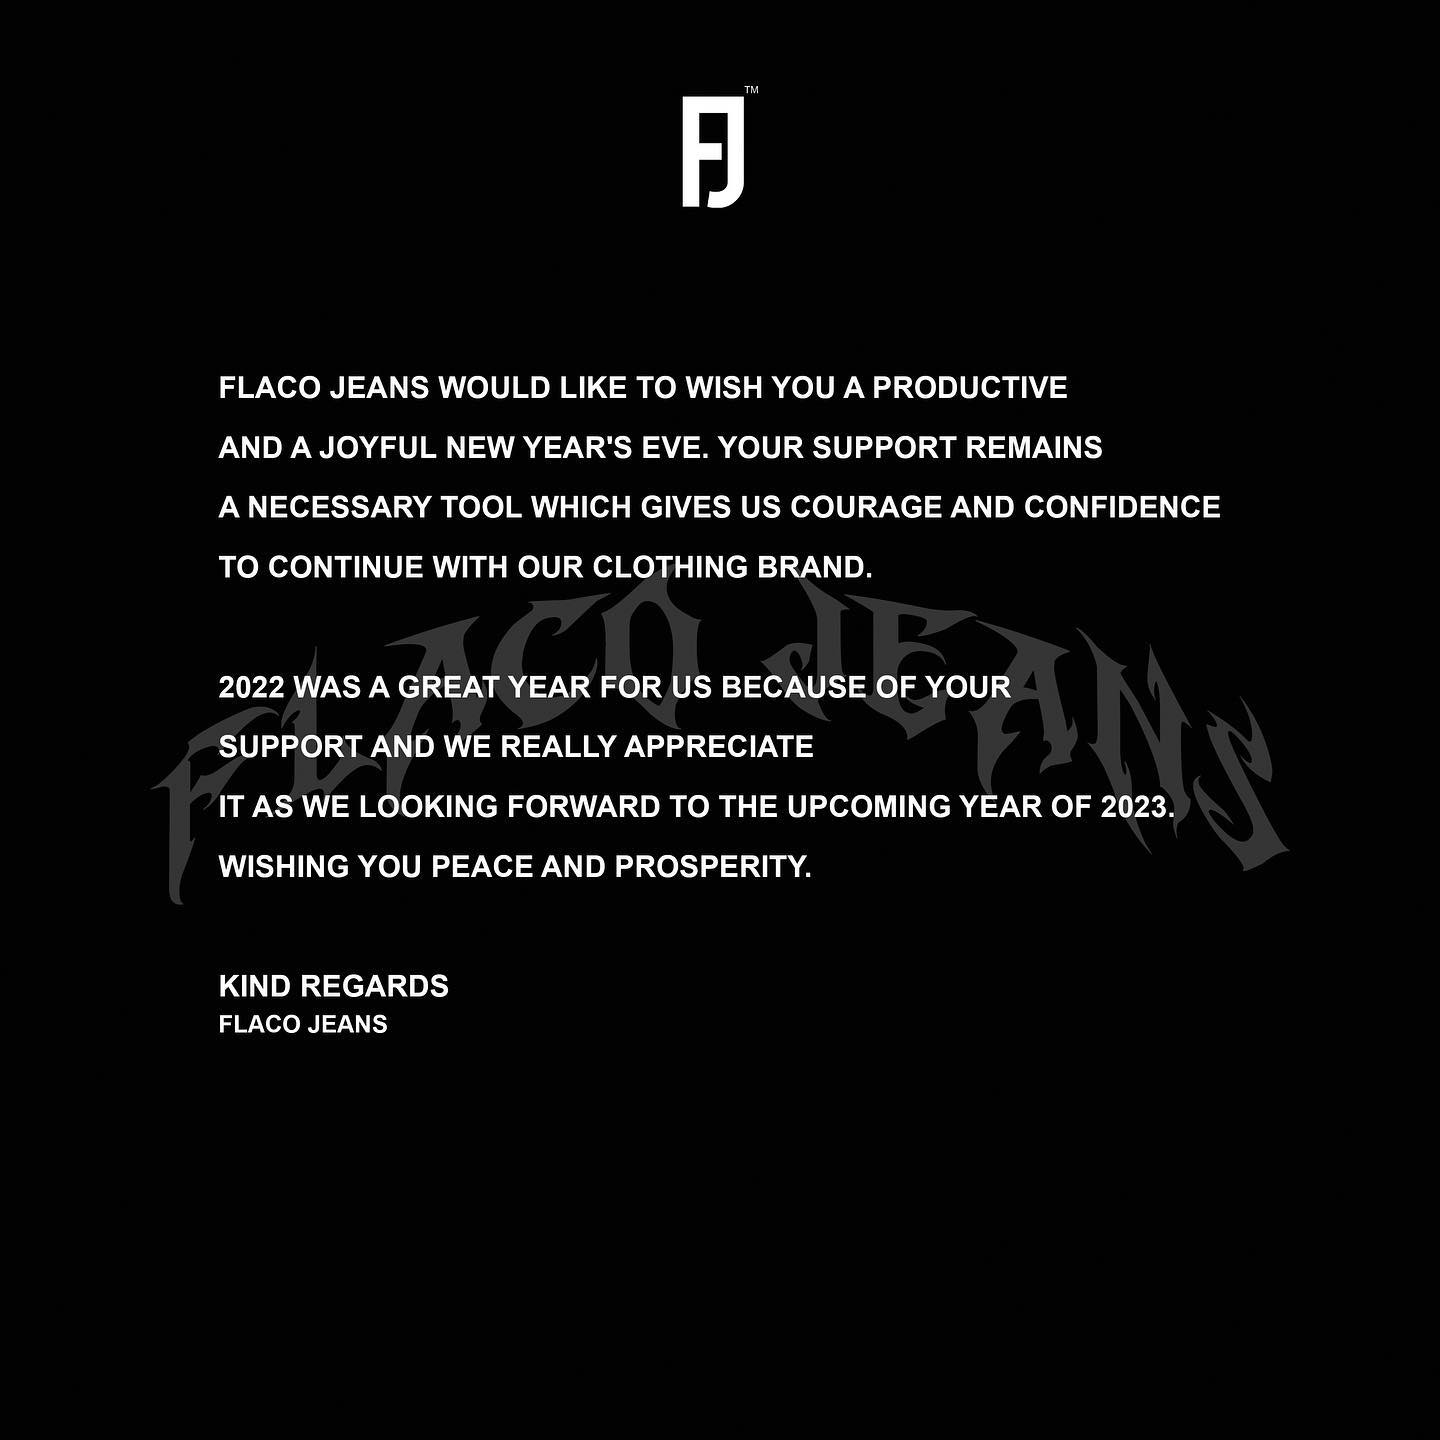 FJ™
FLACO JEANS WOULD LIKE TO WISH YOU A PRODUCTIVE
AND A JOYFUL NEW YEAR'S EVE. YOUR SUPPORT REMAINS
A NECESSARY TOOL WHICH GIVES US COURAGE AND CONFIDENCE
TO CONTINUE WITH OUR CLOTHING BRAND.
FLACO JEANS
2022 WAS A GREAT YEAR FOR US BECAUSE OF YOUR
SUPPORT AND WE REALLY APPRECIATE
IT AS WE LOOKING FORWARD TO THE UPCOMING YEAR OF 2023.
WISHING YOU PEACE AND PROSPERITY.
KIND REGARDS
FLACO JEANS